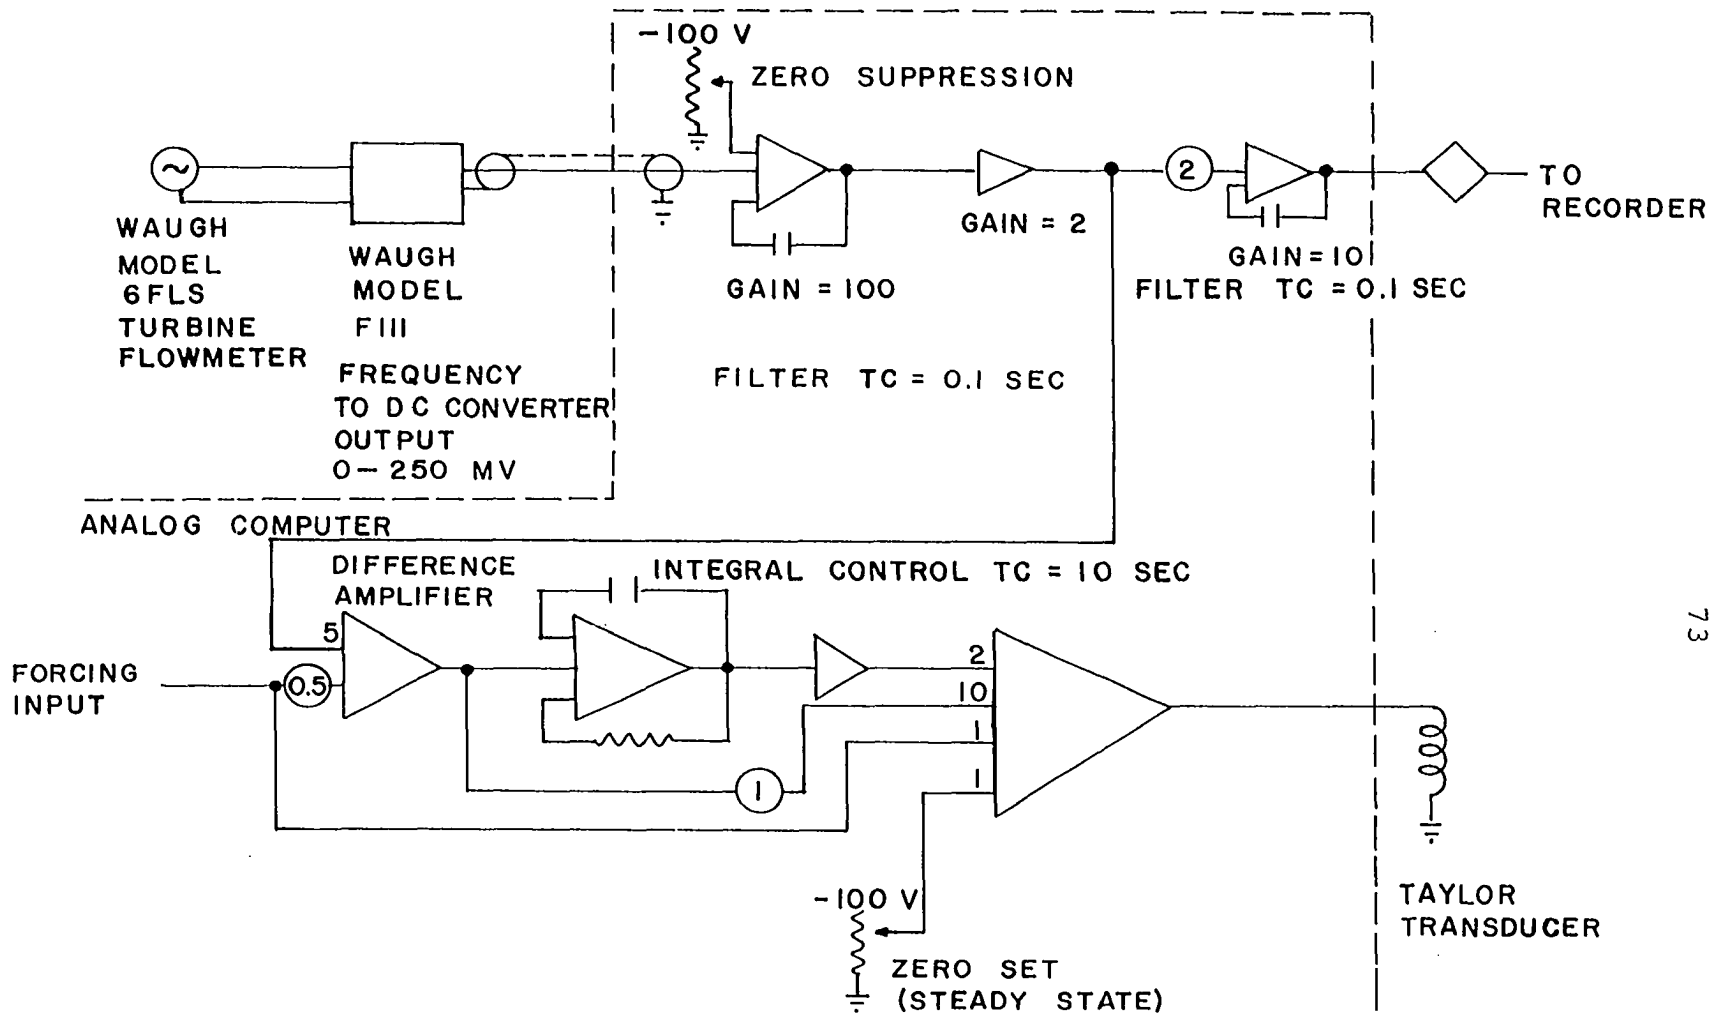 -100 V
ZERO SUPPRESSION
WAUGH
MODEL
6FLS
TURBINE
FLOWMETER
WAUGH
MODEL
F111
FREQUENCY
TO DC CONVERTER
OUTPUT
0-250 MV
GAIN = 100
FILTER TC = 0.1 SEC
GAIN = 2
2
GAIN=10
FILTER TC = 0.1 SEC
TO
RECORDER
ANALOG COMPUTER
DIFFERENCE
AMPLIFIER
INTEGRAL CONTROL TC = 10 SEC
FORCING
INPUT
5
0.5
2
10
1
1
1
-100 V
ZERO SET
(STEADY STATE)
TAYLOR
TRANSDUCER
73